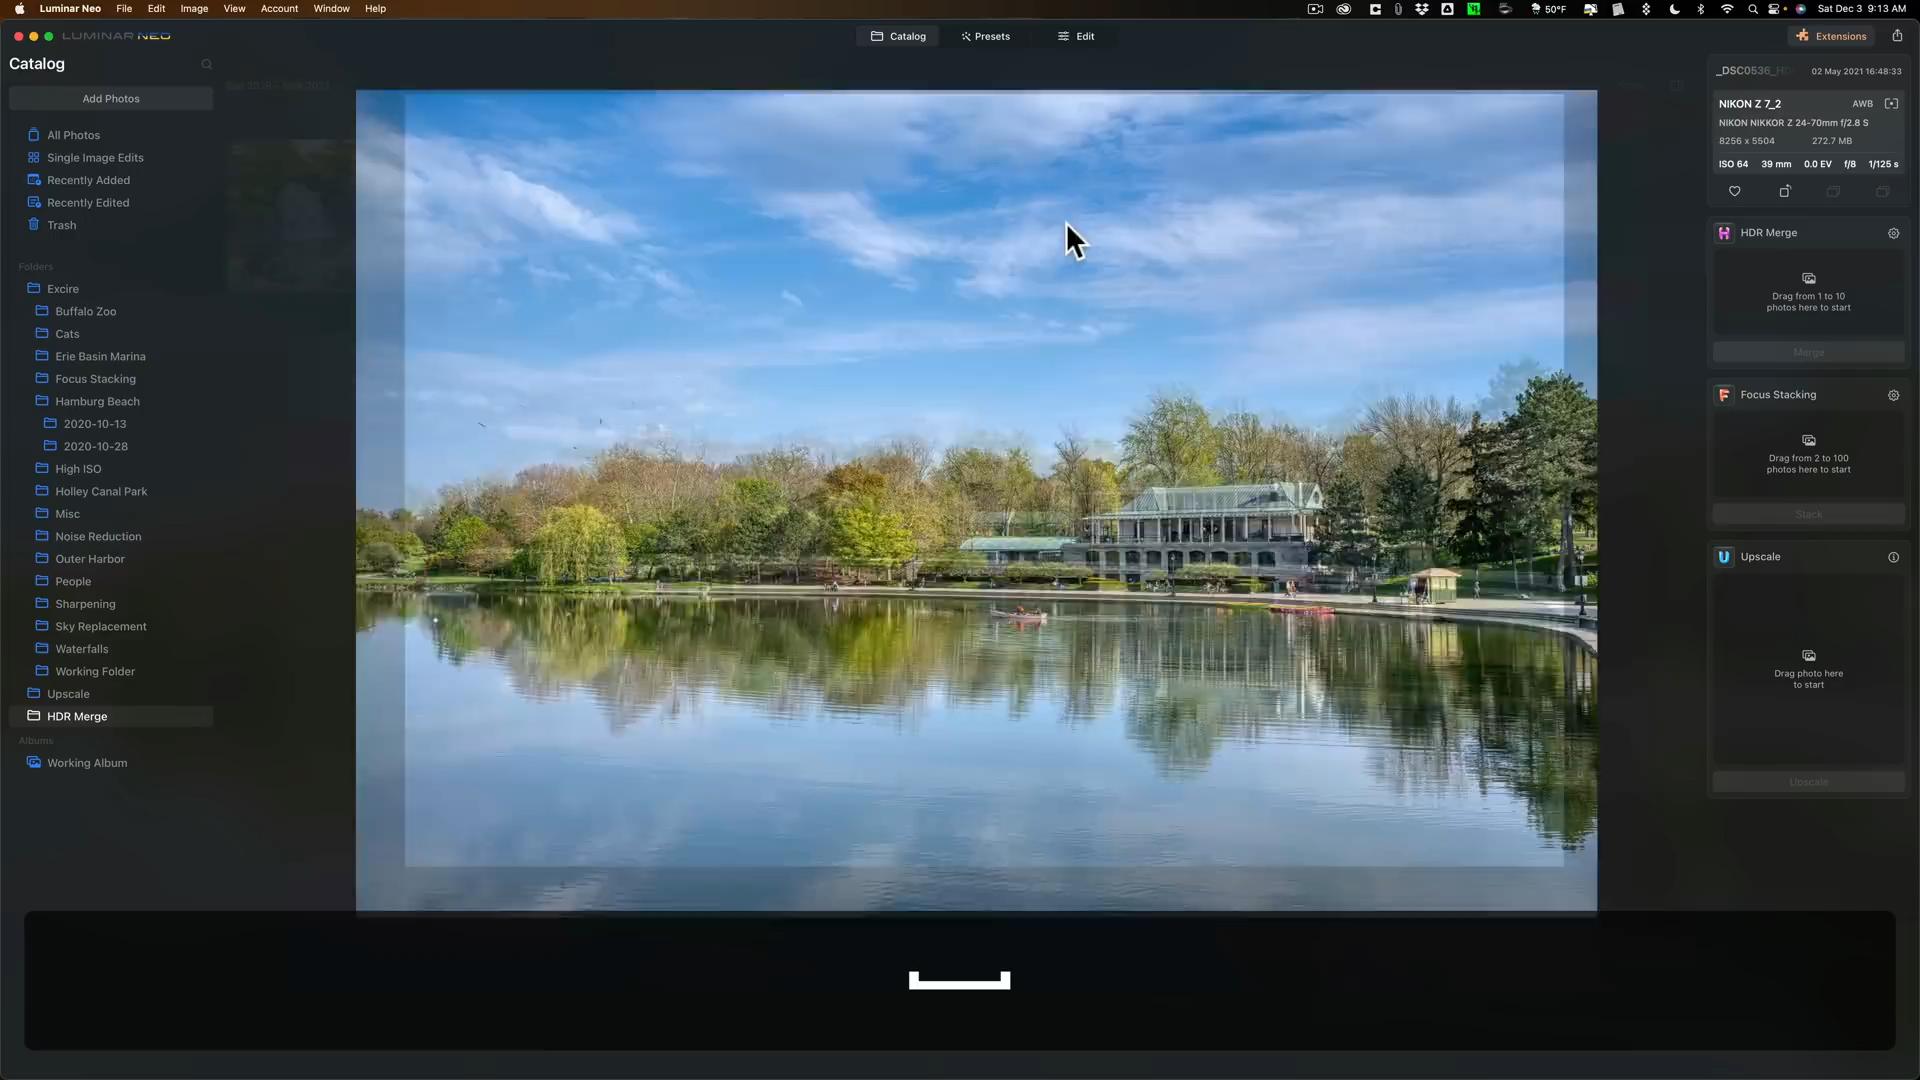 Luminar Neo File Edit Image View Account Window Help
50°F Sat Dec 3 9:13 AM
LUMINAR NEO
Catalog Presets Edit
Extensions
Catalog
Add Photos
All Photos
Single Image Edits
Recently Added
Recently Edited
Trash
Folders
Excire
Buffalo Zoo
Cats
Erie Basin Marina
Focus Stacking
Hamburg Beach
2020-10-13
2020-10-28
High ISO
Holley Canal Park
Misc
Noise Reduction
Outer Harbor
People
Sharpening
Sky Replacement
Waterfalls
Working Folder
Upscale
HDR Merge
Albums
Working Album
_DSC0536_HD 02 May 2021 16:48:33
NIKON Z 7_2 AWB
NIKON NIKKOR Z 24-70mm f/2.8 S
8256 x 5504 272.7 MB
ISO 64 39 mm 0.0 EV f/8 1/125 s
HDR Merge
Drag from 1 to 10
photos here to start
Merge
Focus Stacking
Drag from 2 to 100
photos here to start
Stack
Upscale
Drag photo here
to start
Upscale